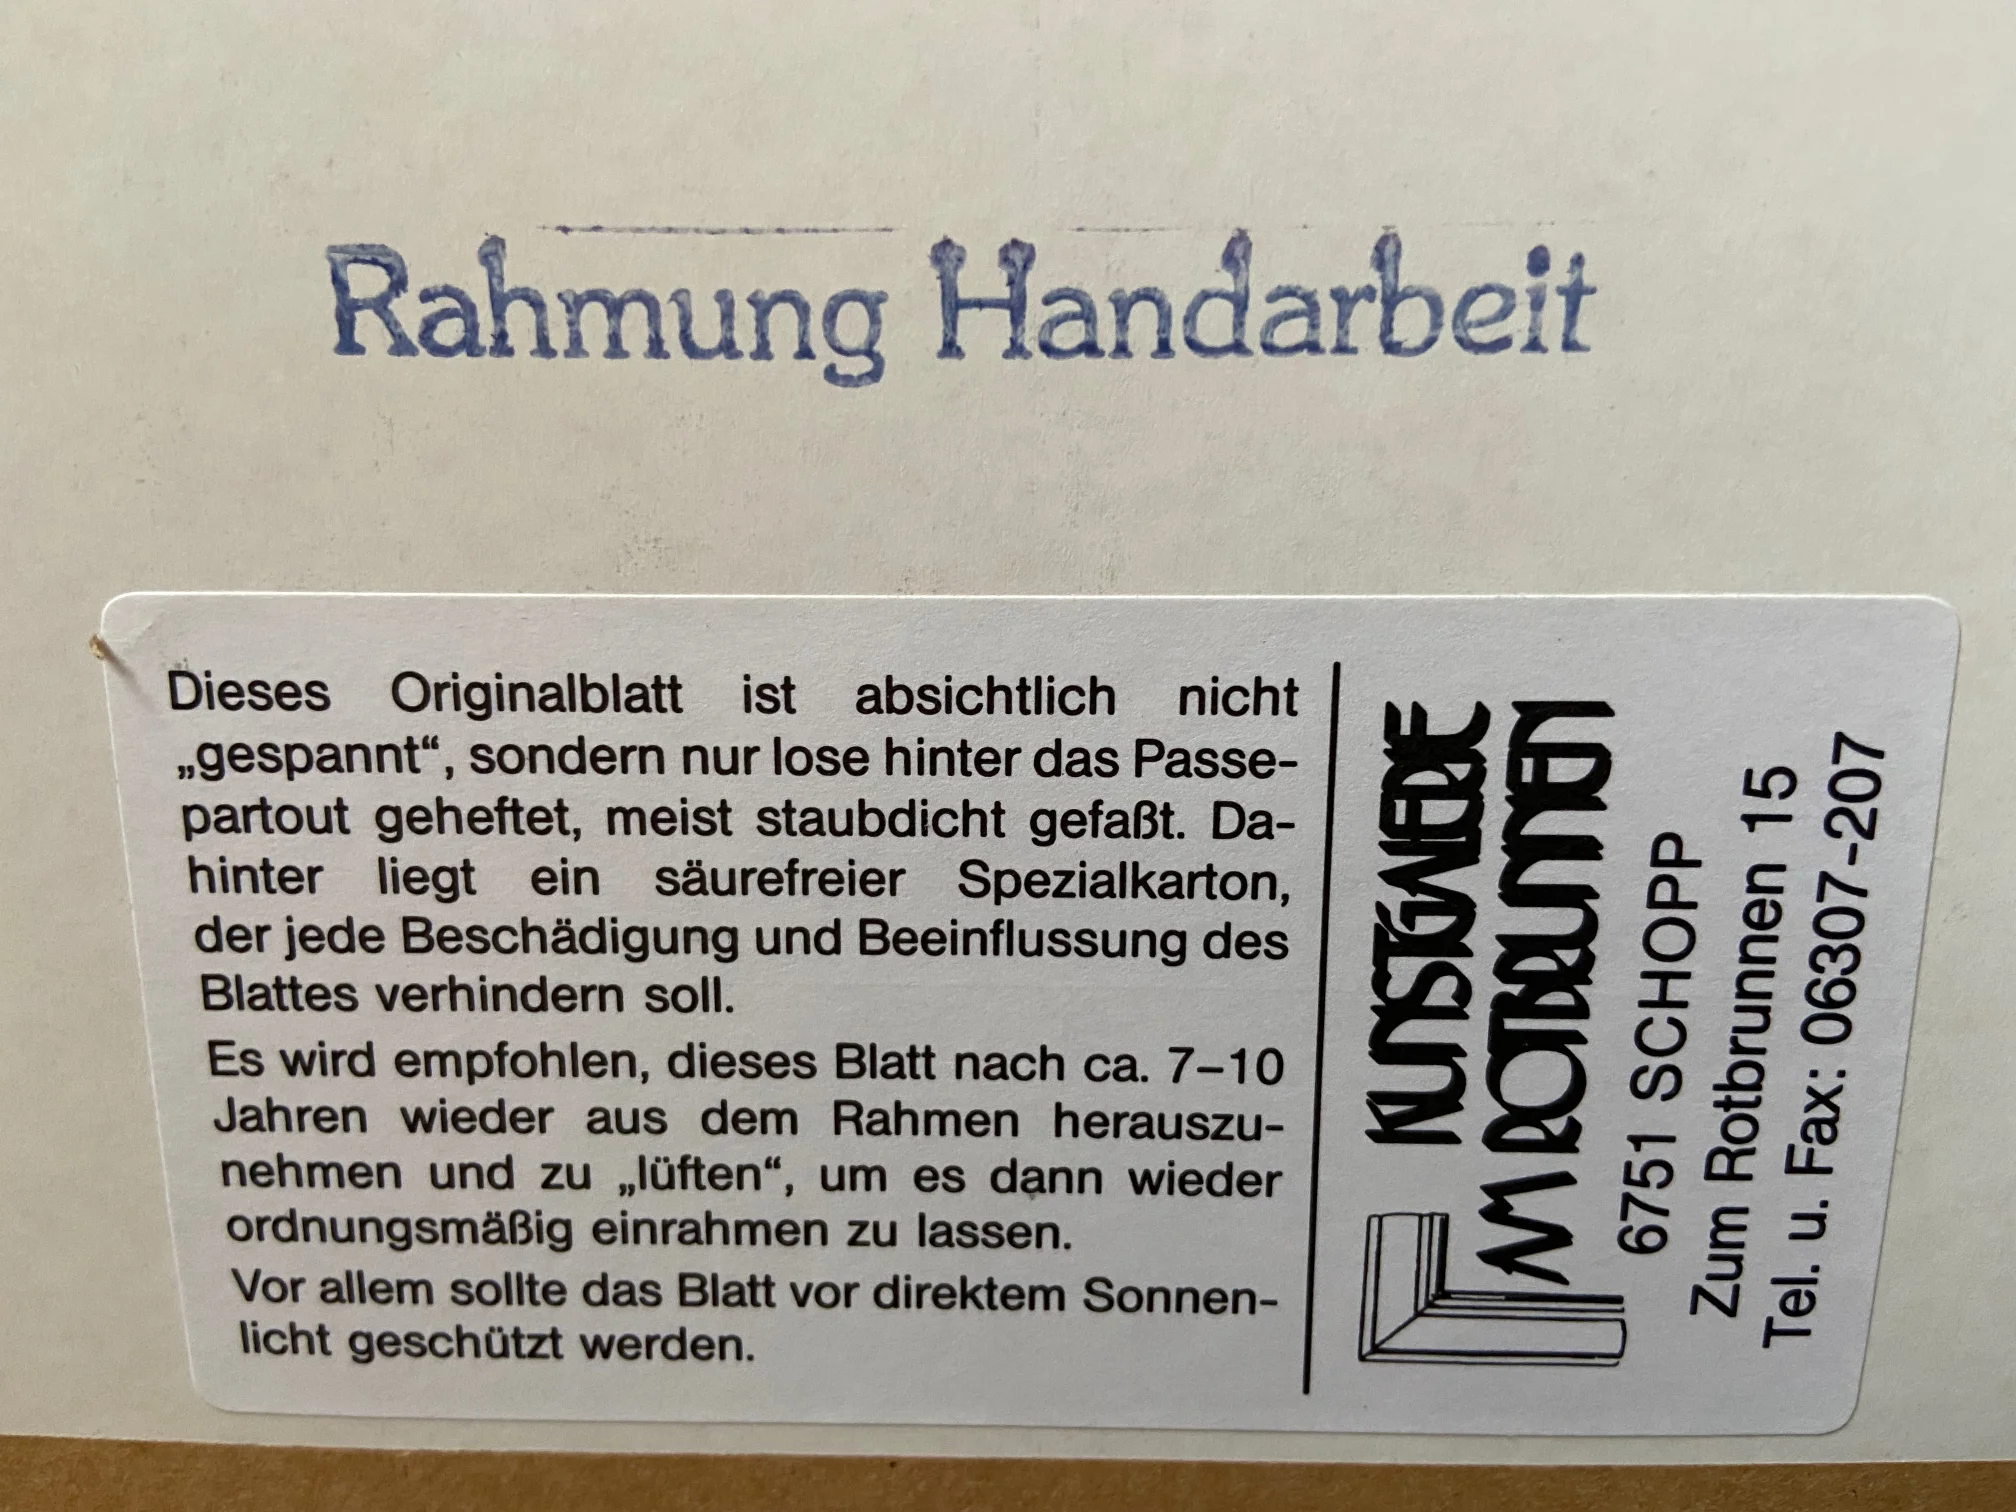 Rahmung Handarbeit
Dieses Originalblatt ist absichtlich nicht
„gespannt“, sondern nur lose hinter das Passe-
partout geheftet, meist staubdicht gefaßt. Da-
hinter liegt ein säurefreier Spezialkarton,
der jede Beschädigung und Beeinflussung des
Blattes verhindern soll.
Es wird empfohlen, dieses Blatt nach ca. 7–10
Jahren wieder aus dem Rahmen herauszu-
nehmen und zu „lüften“, um es dann wieder
ordnungsmäßig einrahmen zu lassen.
Vor allem sollte das Blatt vor direktem Sonnen-
licht geschützt werden.
KUNSTGALERIE
AM ROTBRUNNEN
6751 SCHOPP
Zum Rotbrunnen 15
Tel. u. Fax: 06307-207